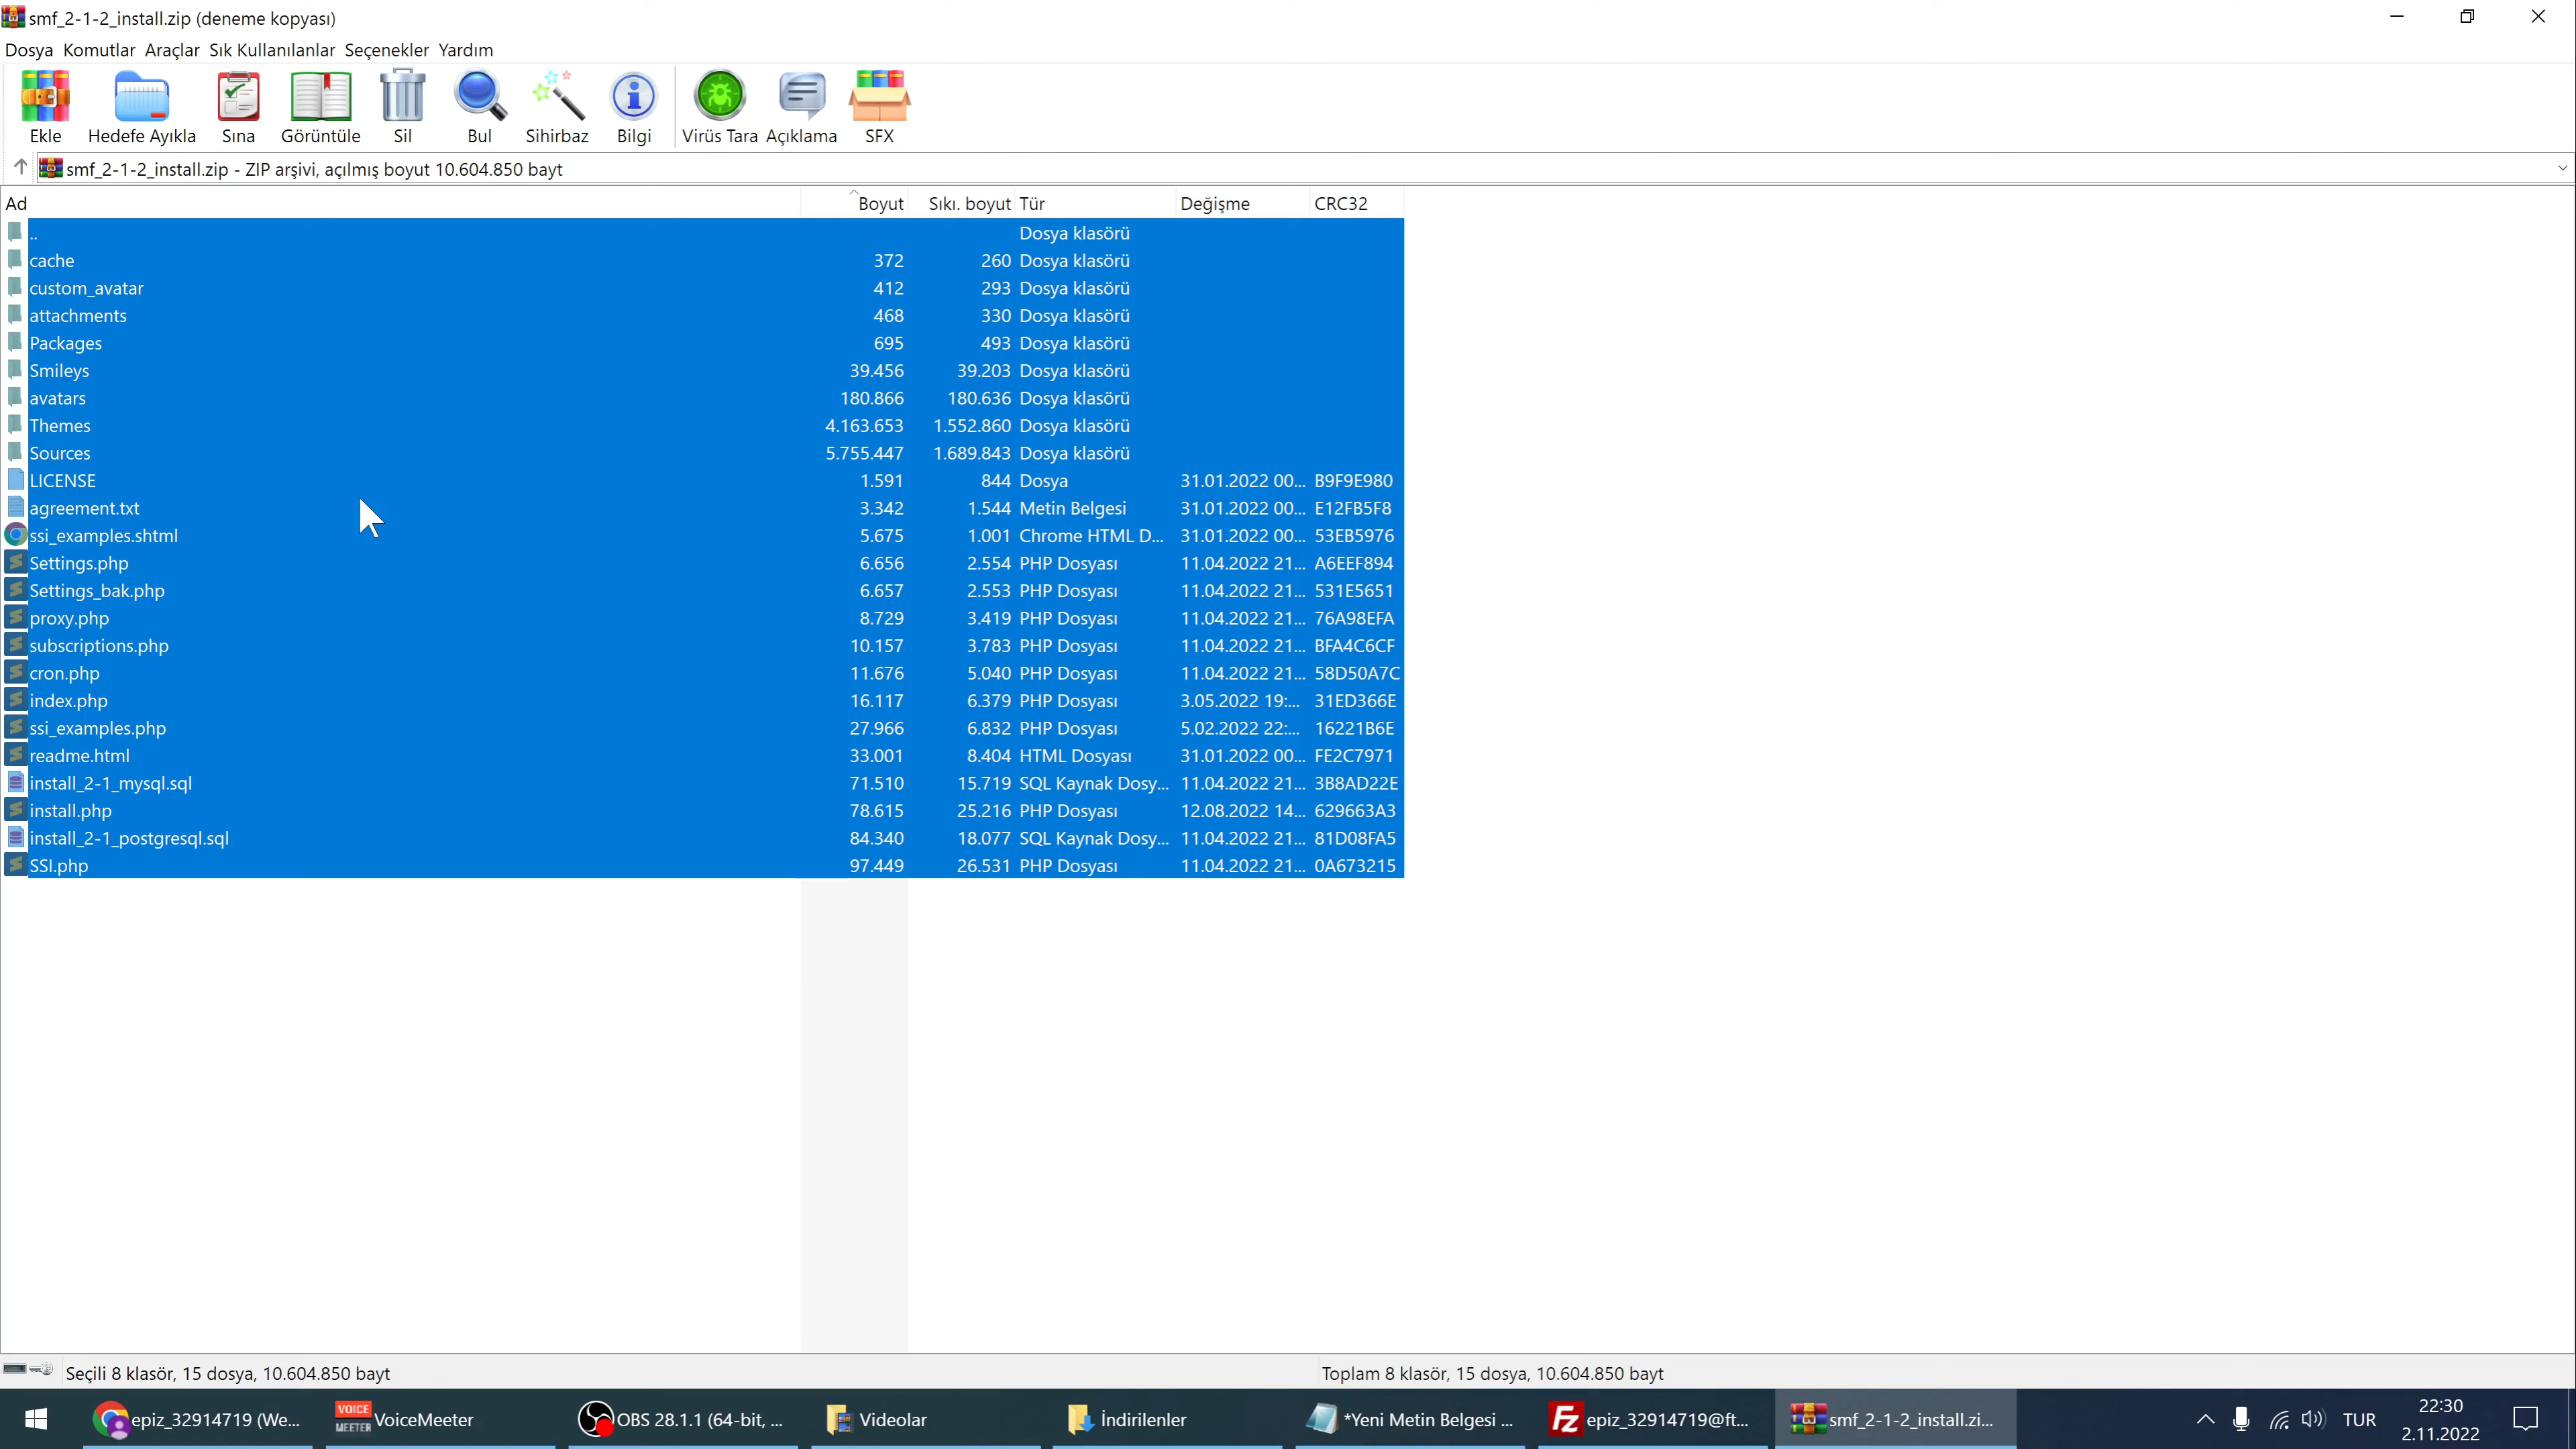 smf_2-1-2_install.zip (deneme kopyası)
Dosya Komutlar Araçlar Sık Kullanılanlar Seçenekler Yardım
Ekle Hedefe Ayıkla Sına Görüntüle Sil Bul Sihirbaz Bilgi Virüs Tara Açıklama SFX
smf_2-1-2_install.zip - ZIP arşivi, açılmış boyut 10.604.850 bayt
Ad Boyut Sıkı. boyut Tür Değişme CRC32
.. Dosya klasörü
cache 372 260 Dosya klasörü
custom_avatar 412 293 Dosya klasörü
attachments 468 330 Dosya klasörü
Packages 695 493 Dosya klasörü
Smileys 39.456 39.203 Dosya klasörü
avatars 180.866 180.636 Dosya klasörü
Themes 4.163.653 1.552.860 Dosya klasörü
Sources 5.755.447 1.689.843 Dosya klasörü
LICENSE 1.591 844 Dosya 31.01.2022 00... B9F9E980
agreement.txt 3.342 1.544 Metin Belgesi 31.01.2022 00... E12FB5F8
ssi_examples.shtml 5.675 1.001 Chrome HTML D... 31.01.2022 00... 53EB5976
Settings.php 6.656 2.554 PHP Dosyası 11.04.2022 21... A6EEF894
Settings_bak.php 6.657 2.553 PHP Dosyası 11.04.2022 21... 531E5651
proxy.php 8.729 3.419 PHP Dosyası 11.04.2022 21... 76A98EFA
subscriptions.php 10.157 3.783 PHP Dosyası 11.04.2022 21... BFA4C6CF
cron.php 11.676 5.040 PHP Dosyası 11.04.2022 21... 58D50A7C
index.php 16.117 6.379 PHP Dosyası 3.05.2022 19:... 31ED366E
ssi_examples.php 27.966 6.832 PHP Dosyası 5.02.2022 22:... 16221B6E
readme.html 33.001 8.404 HTML Dosyası 31.01.2022 00... FE2C7971
install_2-1_mysql.sql 71.510 15.719 SQL Kaynak Dosy... 11.04.2022 21... 3B8AD22E
install.php 78.615 25.216 PHP Dosyası 12.08.2022 14... 629663A3
install_2-1_postgresql.sql 84.340 18.077 SQL Kaynak Dosy... 11.04.2022 21... 81D08FA5
SSI.php 97.449 26.531 PHP Dosyası 11.04.2022 21... 0A673215
Seçili 8 klasör, 15 dosya, 10.604.850 bayt Toplam 8 klasör, 15 dosya, 10.604.850 bayt
epiz_32914719 (We... VOICE MEETER VoiceMeeter OBS 28.1.1 (64-bit, ... Videolar İndirilenler *Yeni Metin Belgesi ... Fz epiz_32914719@ft... smf_2-1-2_install.zi... TUR 22:30
2.11.2022